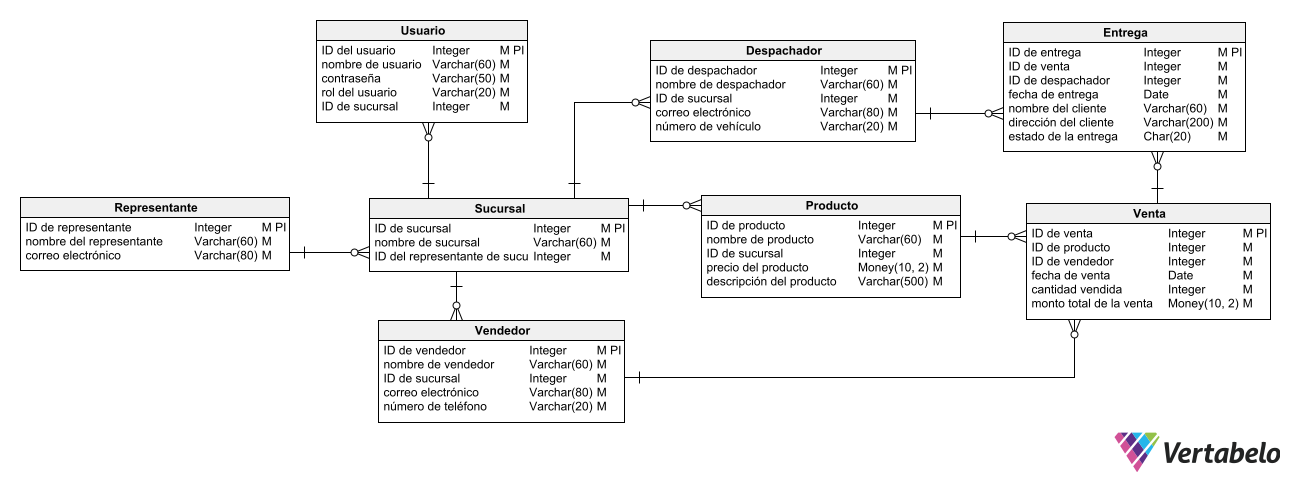 Usuario
ID del usuario Integer M PI
nombre de usuario Varchar(60) M
contraseña Varchar(50) M
rol del usuario Varchar(20) M
ID de sucursal Integer M
Despachador
ID de despachador Integer M PI
nombre de despachador Varchar(60) M
ID de sucursal Integer M
correo electrónico Varchar(80) M
número de vehículo Varchar(20) M
Entrega
ID de entrega Integer M PI
ID de venta Integer M
ID de despachador Integer M
fecha de entrega Date M
nombre del cliente Varchar(60) M
dirección del cliente Varchar(200) M
estado de la entrega Char(20) M
Representante
ID de representante Integer M PI
nombre del representante Varchar(60) M
correo electrónico Varchar(80) M
Sucursal
ID de sucursal Integer M PI
nombre de sucursal Varchar(60) M
ID del representante de sucu Integer M
Producto
ID de producto Integer M PI
nombre de producto Varchar(60) M
ID de sucursal Integer M
precio del producto Money(10, 2) M
descripción del producto Varchar(500) M
Venta
ID de venta Integer M PI
ID de producto Integer M
ID de vendedor Integer M
fecha de venta Date M
cantidad vendida Integer M
monto total de la venta Money(10, 2) M
Vendedor
ID de vendedor Integer M PI
nombre de vendedor Varchar(60) M
ID de sucursal Integer M
correo electrónico Varchar(80) M
número de teléfono Varchar(20) M
Vertabelo